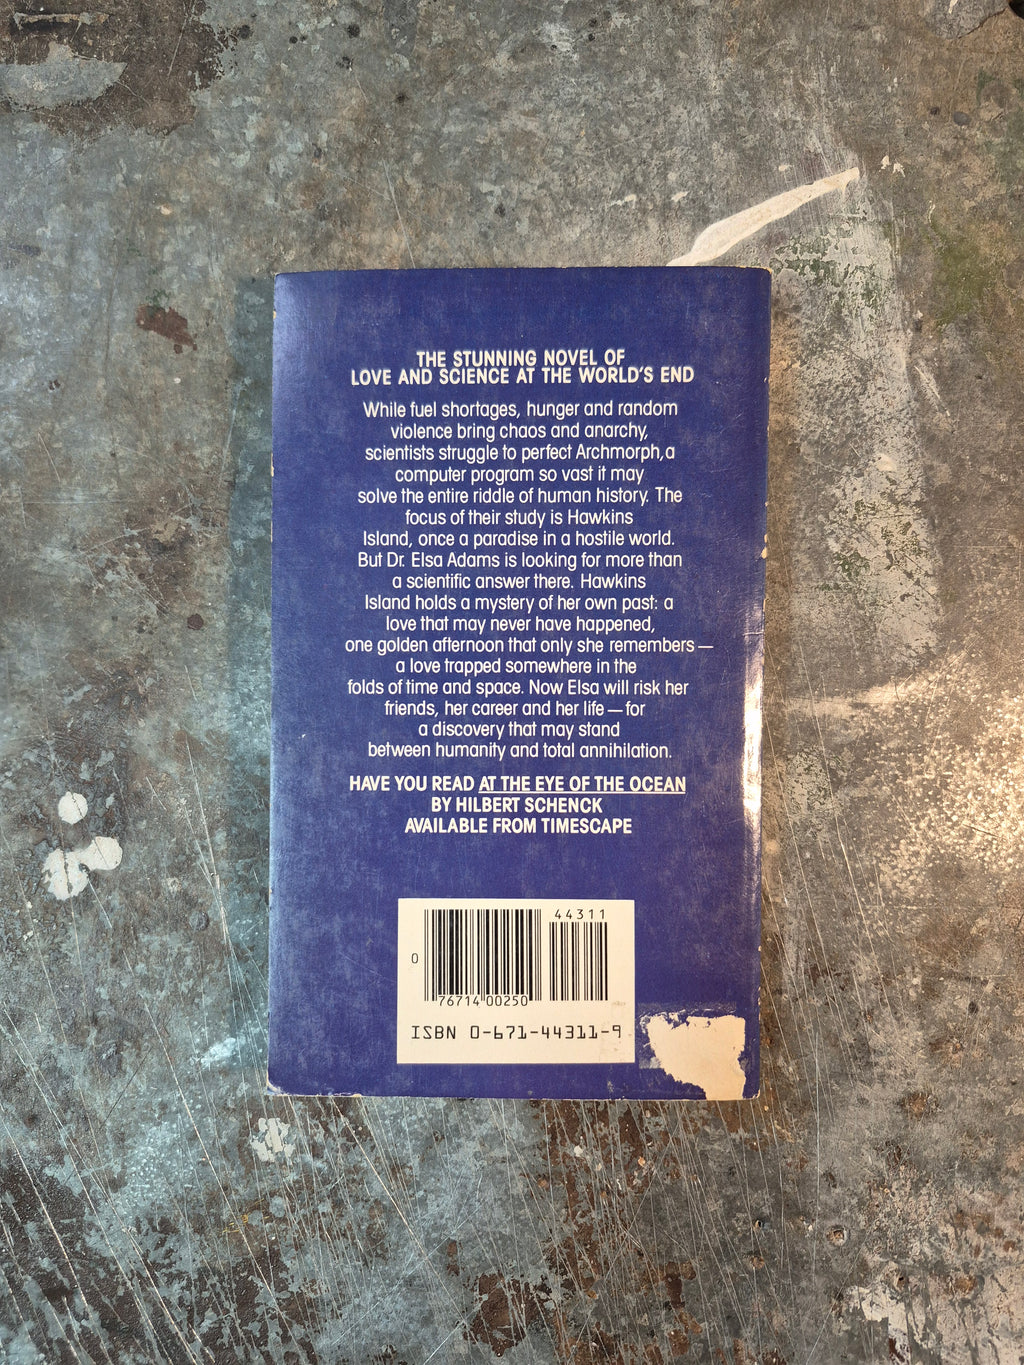 THE STUNNING NOVEL OF
LOVE AND SCIENCE AT THE WORLD'S END
While fuel shortages, hunger and random
violence bring chaos and anarchy,
scientists struggle to perfect Archmorph, a
computer program so vast it may
solve the entire riddle of human history. The
focus of their study is Hawkins
Island, once a paradise in a hostile world.
But Dr. Elsa Adams is looking for more than
a scientific answer there. Hawkins
Island holds a mystery of her own past: a
love that may never have happened,
one golden afternoon that only she remembers —
a love trapped somewhere in the
folds of time and space. Now Elsa will risk her
friends, her career and her life — for
a discovery that may stand
between humanity and total annihilation.
HAVE YOU READ AT THE EYE OF THE OCEAN
BY HILBERT SCHENCK
AVAILABLE FROM TIMESCAPE
44311
0
76714 00250
ISBN 0-671-44311-9